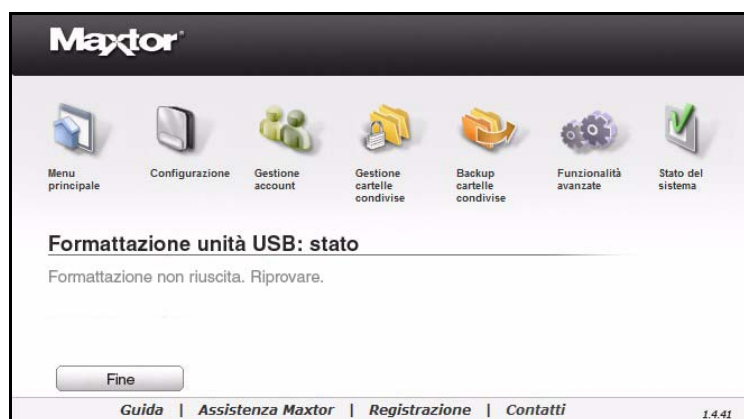 Maxtor
Menu principale
Configurazione
Gestione account
Gestione cartelle condivise
Backup cartelle condivise
Funzionalità avanzate
Stato del sistema
Formattazione unità USB: stato
Formattazione non riuscita. Riprovare.
Fine
Guida | Assistenza Maxtor | Registrazione | Contatti
1.4.41